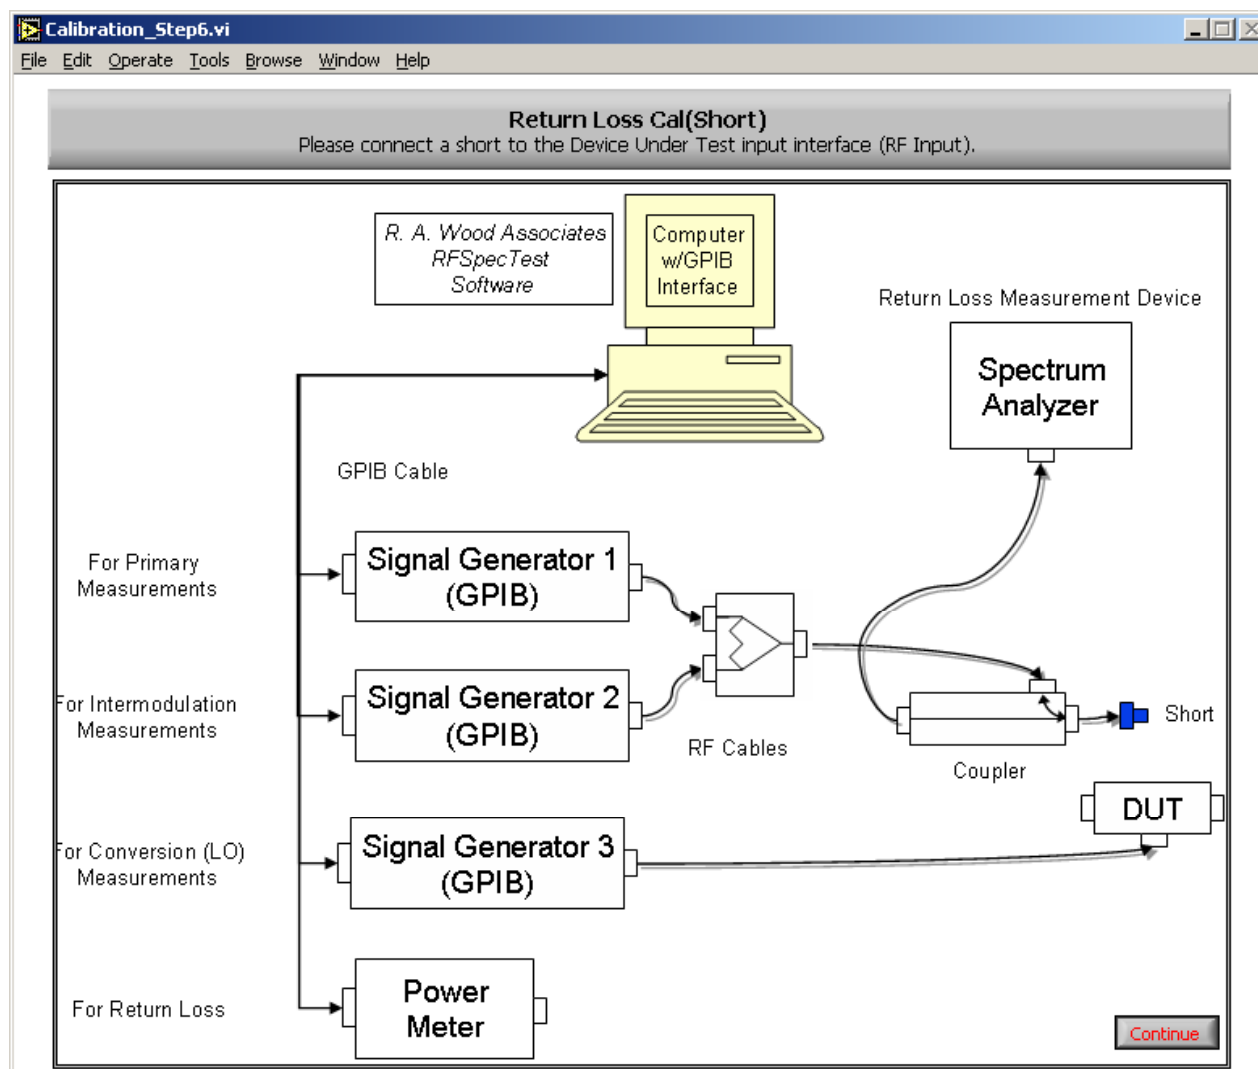 Calibration_Step6.vi
File Edit Operate Tools Browse Window Help
Return Loss Cal(Short)
Please connect a short to the Device Under Test input interface (RF Input).
R. A. Wood Associates
RFSpecTest
Software
Computer
w/GPIB
Interface
Return Loss Measurement Device
Spectrum
Analyzer
GPIB Cable
For Primary
Measurements
Signal Generator 1
(GPIB)
For Intermodulation
Measurements
Signal Generator 2
(GPIB)
RF Cables
Short
Coupler
DUT
For Conversion (LO)
Measurements
Signal Generator 3
(GPIB)
For Return Loss
Power
Meter
Continue